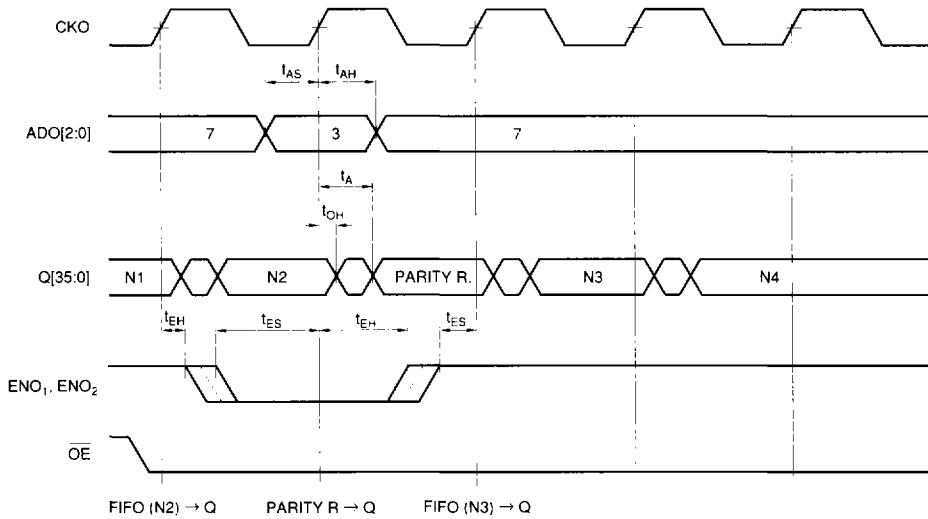 CKO
tAS tAH
ADO[2:0] 7 3 7
tA
tOH
Q[35:0] N1 N2 PARITY R. N3 N4
tEH tES tEH tES
ENO1, ENO2
OE
FIFO (N2) → Q PARITY R → Q FIFO (N3) → Q